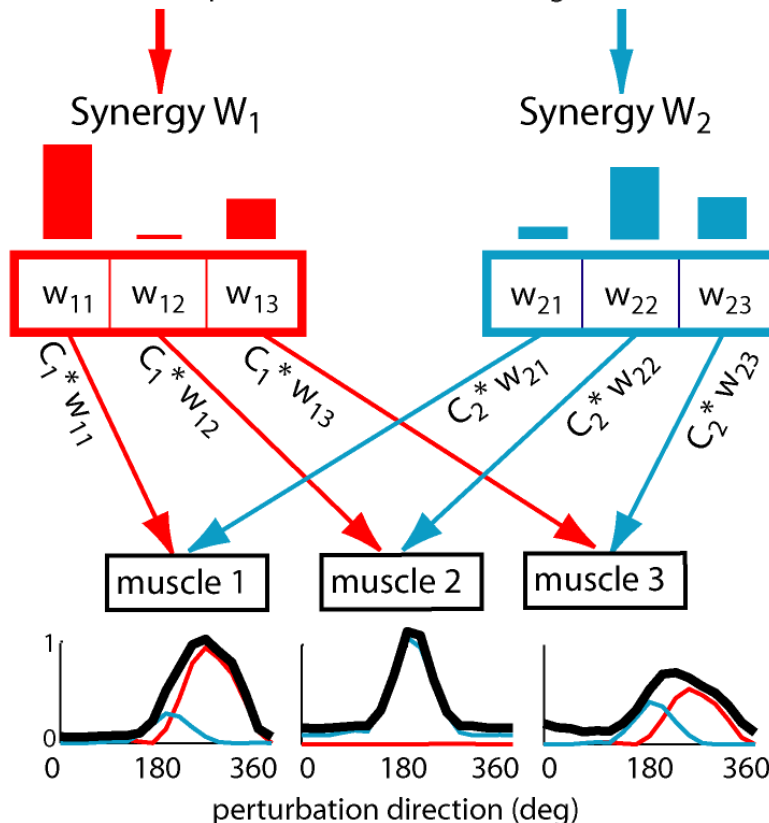 Synergy W1
Synergy W2
w11 w12 w13
w21 w22 w23
C1*w11
C1*w12
C1*w13
C2*w21
C2*w22
C2*w23
muscle 1
muscle 2
muscle 3
1
0
0 180 360
0 180 360
0 180 360
perturbation direction (deg)